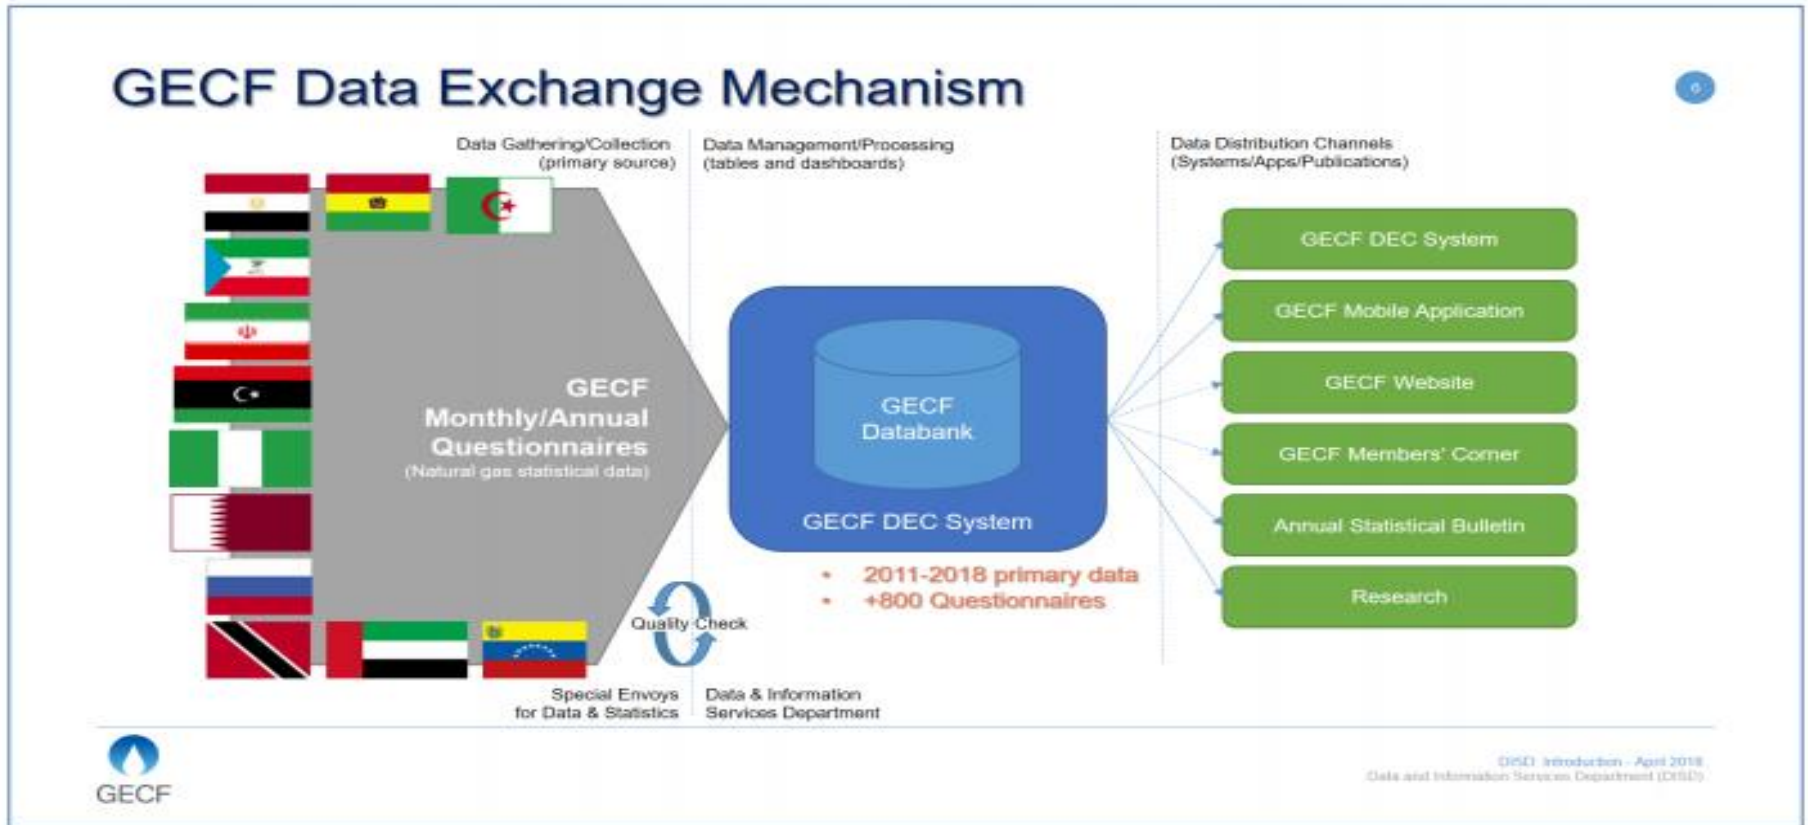 GECF Data Exchange Mechanism
6
Data Gathering/Collection
(primary source)
Data Management/Processing
(tables and dashboards)
Data Distribution Channels
(Systems/Apps/Publications)
GECF
Monthly/Annual
Questionnaires
(Natural gas statistical data)
GECF
Databank
GECF DEC System
• 2011-2018 primary data
• +800 Questionnaires
Quality Check
GECF DEC System
GECF Mobile Application
GECF Website
GECF Members' Corner
Annual Statistical Bulletin
Research
Special Envoys
for Data & Statistics
Data & Information
Services Department
GECF
DISD Introduction - April 2018
Data and Information Services Department (DISD)